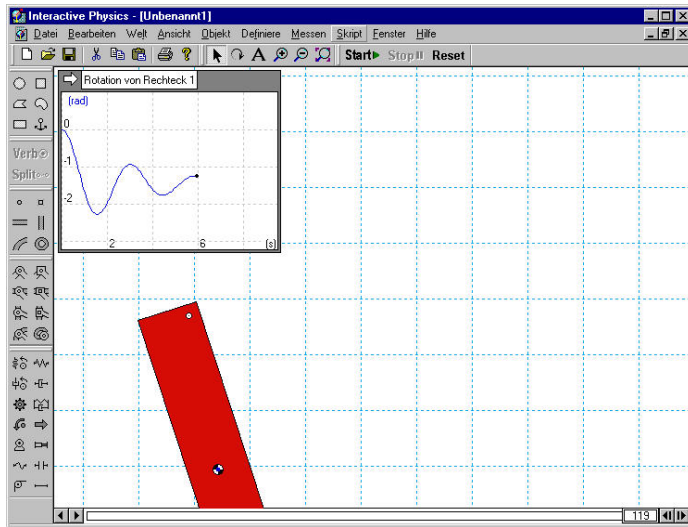 Interactive Physics - [Unbenannt1]
Datei Bearbeiten Welt Ansicht Objekt Definiere Messen Skript Fenster Hilfe
A Start Stop Reset
Rotation von Rechteck 1
(rad)
0
-1
-2
2 6 (s)
Verb
Split
119